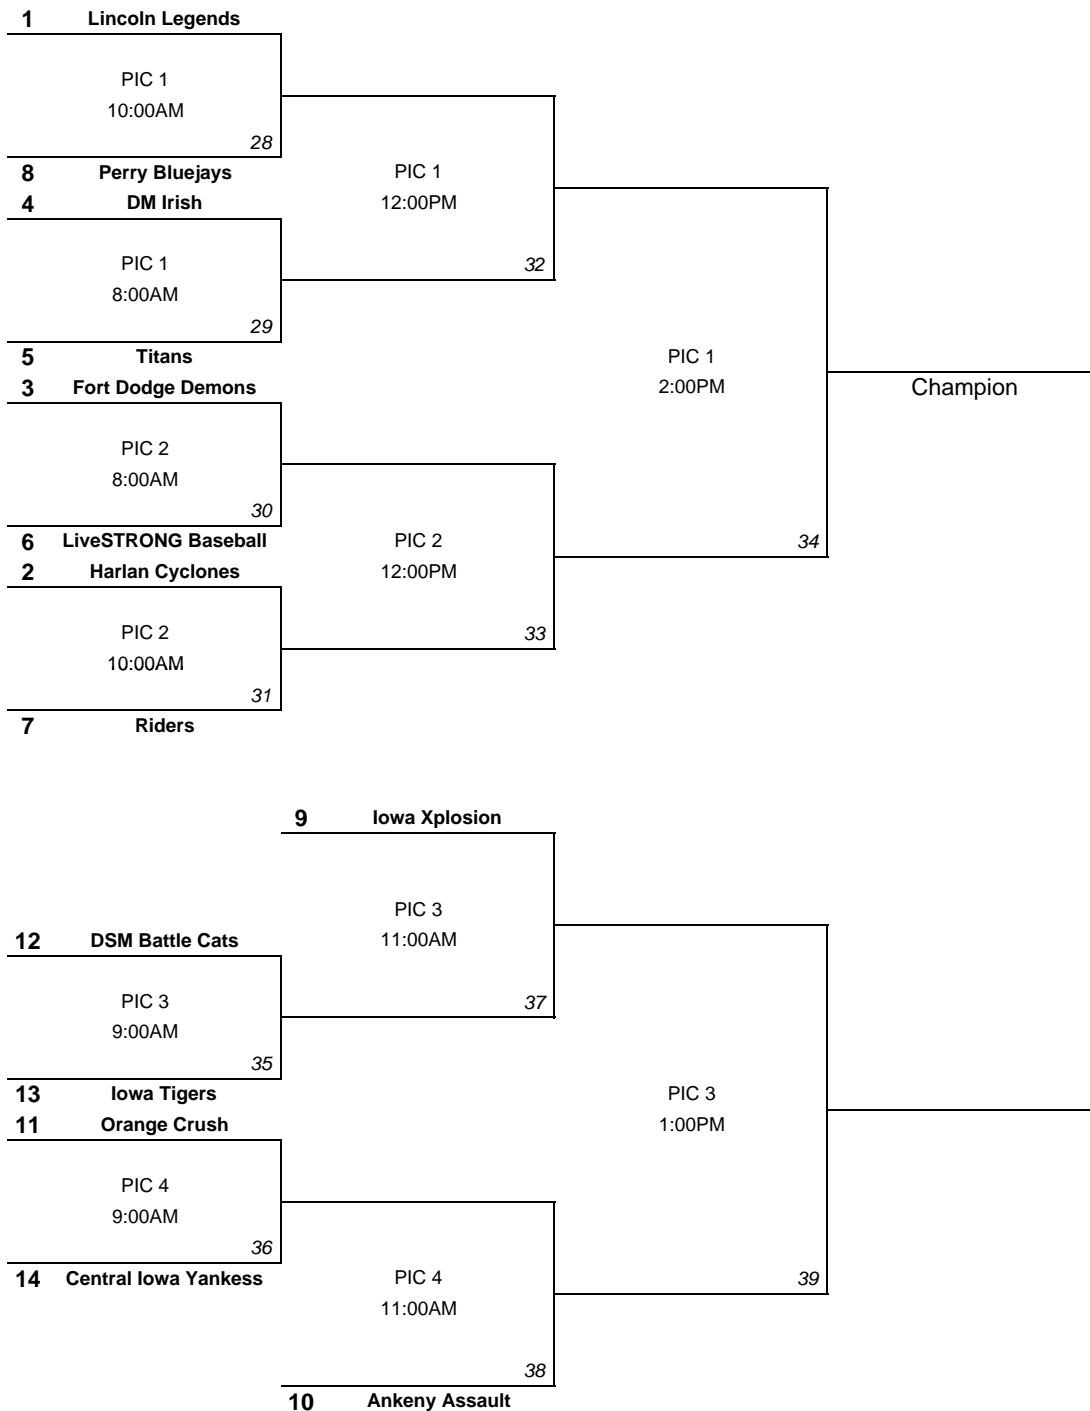 1 Lincoln Legends
PIC 1
10:00AM
28
8 Perry Bluejays
PIC 1
4 DM Irish
12:00PM
PIC 1
32
8:00AM
29
5 Titans
PIC 1
3 Fort Dodge Demons
2:00PM
Champion
PIC 2
8:00AM
30
6 LiveSTRONG Baseball
PIC 2
34
2 Harlan Cyclones
12:00PM
PIC 2
33
10:00AM
31
7 Riders
9 Iowa Xplosion
PIC 3
12 DSM Battle Cats
11:00AM
PIC 3
37
9:00AM
35
13 Iowa Tigers
PIC 3
11 Orange Crush
1:00PM
PIC 4
9:00AM
36
14 Central Iowa Yankess
PIC 4
39
11:00AM
38
10 Ankeny Assault